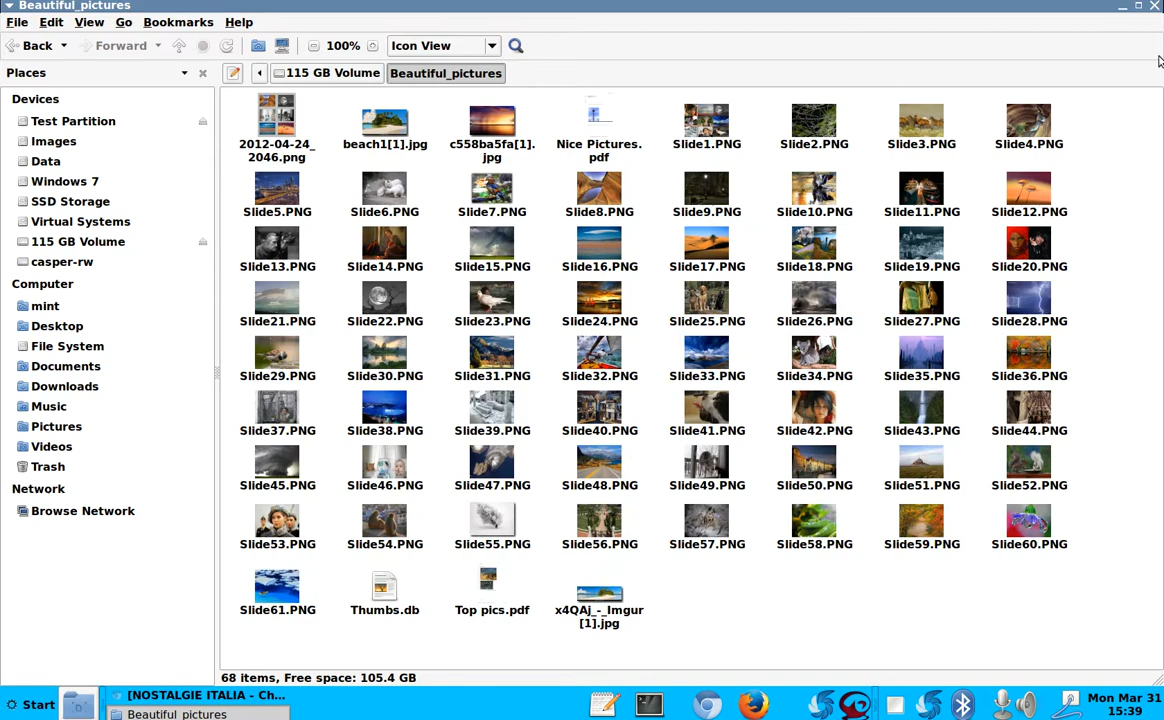 Beautiful_pictures
File Edit View Go Bookmarks Help
Back Forward 100% Icon View
Places 115 GB Volume Beautiful_pictures
Devices
Test Partition
Images
Data
Windows 7
SSD Storage
Virtual Systems
115 GB Volume
casper-rw
Computer
mint
Desktop
File System
Documents
Downloads
Music
Pictures
Videos
Trash
Network
Browse Network
2012-04-24_
2046.png
beach1[1].jpg
c558ba5fa[1].
jpg
Nice Pictures.
pdf
Slide1.PNG Slide2.PNG Slide3.PNG Slide4.PNG
Slide5.PNG Slide6.PNG Slide7.PNG Slide8.PNG Slide9.PNG Slide10.PNG Slide11.PNG Slide12.PNG
Slide13.PNG Slide14.PNG Slide15.PNG Slide16.PNG Slide17.PNG Slide18.PNG Slide19.PNG Slide20.PNG
Slide21.PNG Slide22.PNG Slide23.PNG Slide24.PNG Slide25.PNG Slide26.PNG Slide27.PNG Slide28.PNG
Slide29.PNG Slide30.PNG Slide31.PNG Slide32.PNG Slide33.PNG Slide34.PNG Slide35.PNG Slide36.PNG
Slide37.PNG Slide38.PNG Slide39.PNG Slide40.PNG Slide41.PNG Slide42.PNG Slide43.PNG Slide44.PNG
Slide45.PNG Slide46.PNG Slide47.PNG Slide48.PNG Slide49.PNG Slide50.PNG Slide51.PNG Slide52.PNG
Slide53.PNG Slide54.PNG Slide55.PNG Slide56.PNG Slide57.PNG Slide58.PNG Slide59.PNG Slide60.PNG
Slide61.PNG Thumbs.db Top pics.pdf
x4QAj_-_Imgur
[1].jpg
68 items, Free space: 105.4 GB
Start
[NOSTALGIE ITALIA - Ch...
Beautiful_pictures
Mon Mar 31
15:39